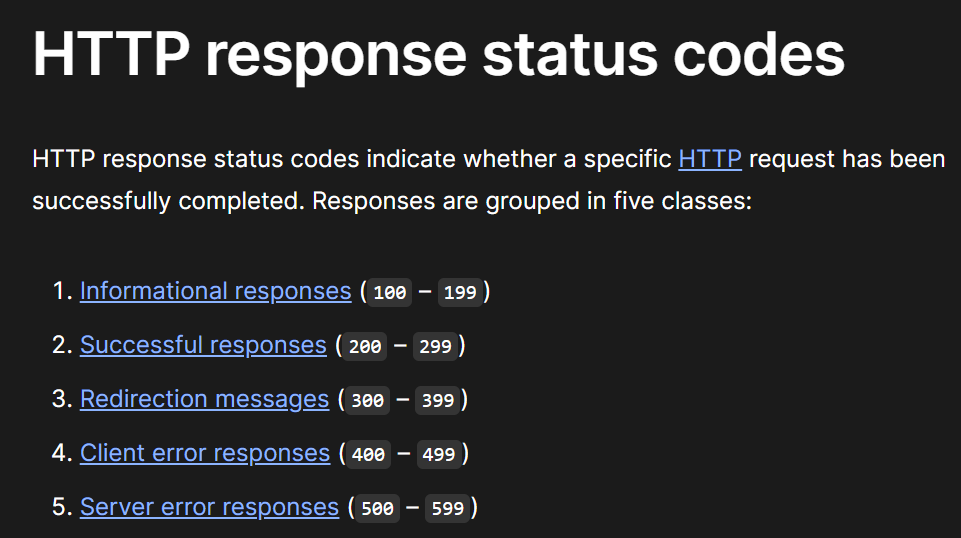 HTTP response status codes
HTTP response status codes indicate whether a specific HTTP request has been
successfully completed. Responses are grouped in five classes:
1. Informational responses (100 – 199)
2. Successful responses (200 – 299)
3. Redirection messages (300 – 399)
4. Client error responses (400 – 499)
5. Server error responses (500 – 599)